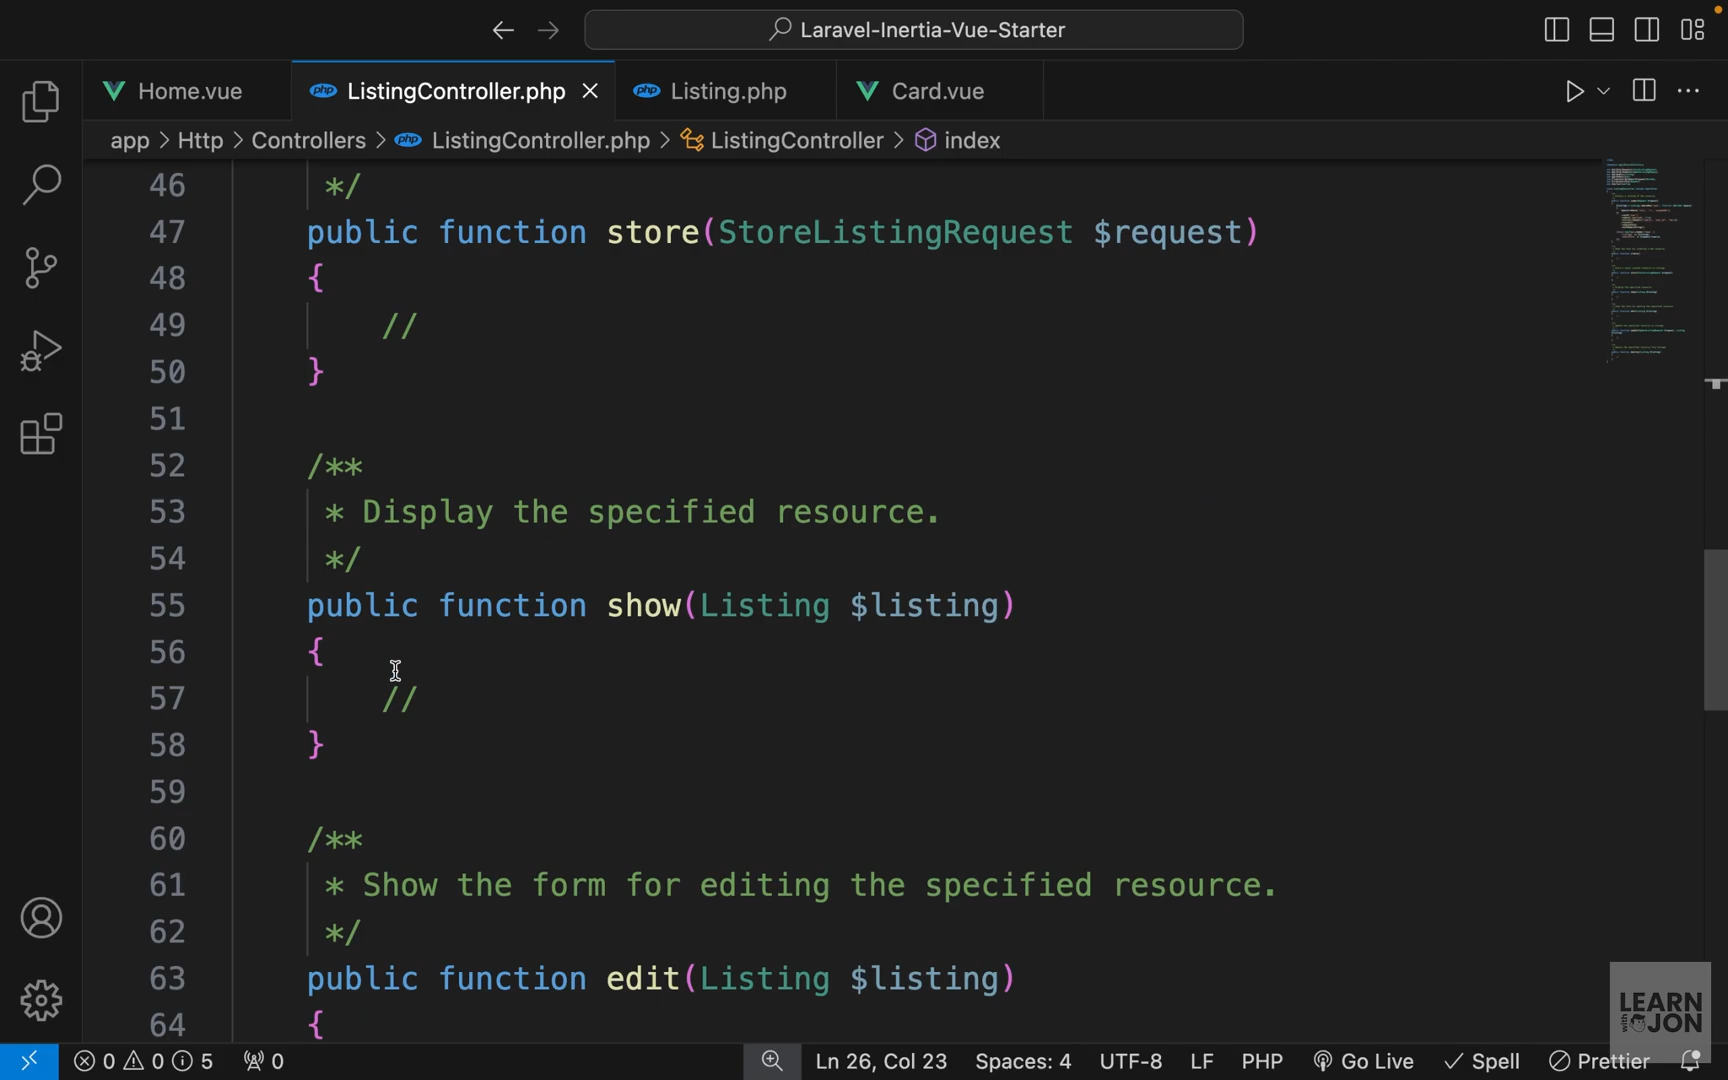 Laravel-Inertia-Vue-Starter
Home.vue
php ListingController.php
php Listing.php
Card.vue
app > Http > Controllers > php ListingController.php > ListingController > index
46 */
47 public function store(StoreListingRequest $request)
48 {
49 //
50 }
51
52 /**
53 * Display the specified resource.
54 */
55 public function show(Listing $listing)
56 {
57 //
58 }
59
60 /**
61 * Show the form for editing the specified resource.
62 */
63 public function edit(Listing $listing)
64 {
LEARN
with JON
0 0 5 0 Ln 26, Col 23 Spaces: 4 UTF-8 LF PHP Go Live Spell Prettier